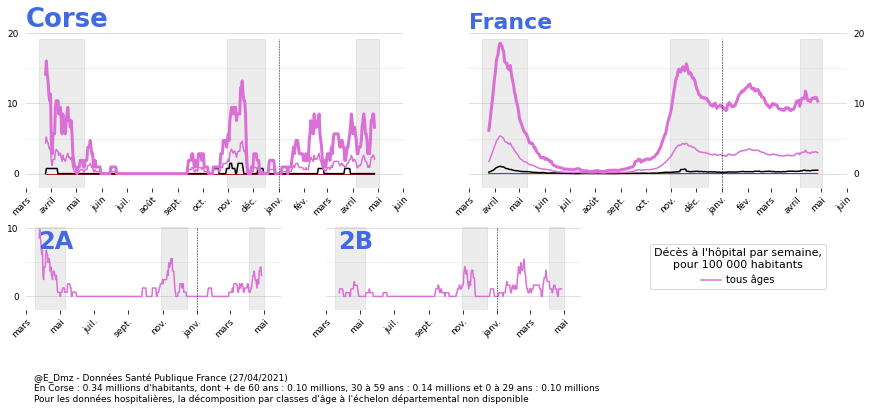 Corse
France
20
10
0
mars avril mai juin juil. août sept. oct. nov. déc. janv. févr. mars avril mai juin
20
10
0
mars avril mai juin juil. août sept. oct. nov. déc. janv. fév. mars avril mai juin
2A
2B
10
0
mars mai juil. sept. nov. janv. mars mai
mars mai juil. sept. nov. janv. mars mai
Décès à l'hôpital par semaine,
pour 100 000 habitants
tous âges
@E_Dmz - Données Santé Publique France (27/04/2021)
En Corse : 0.34 millions d'habitants, dont + de 60 ans : 0.10 millions, 30 à 59 ans : 0.14 millions et 0 à 29 ans : 0.10 millions
Pour les données hospitalières, la décomposition par classes d'âge à l'échelon départemental non disponible